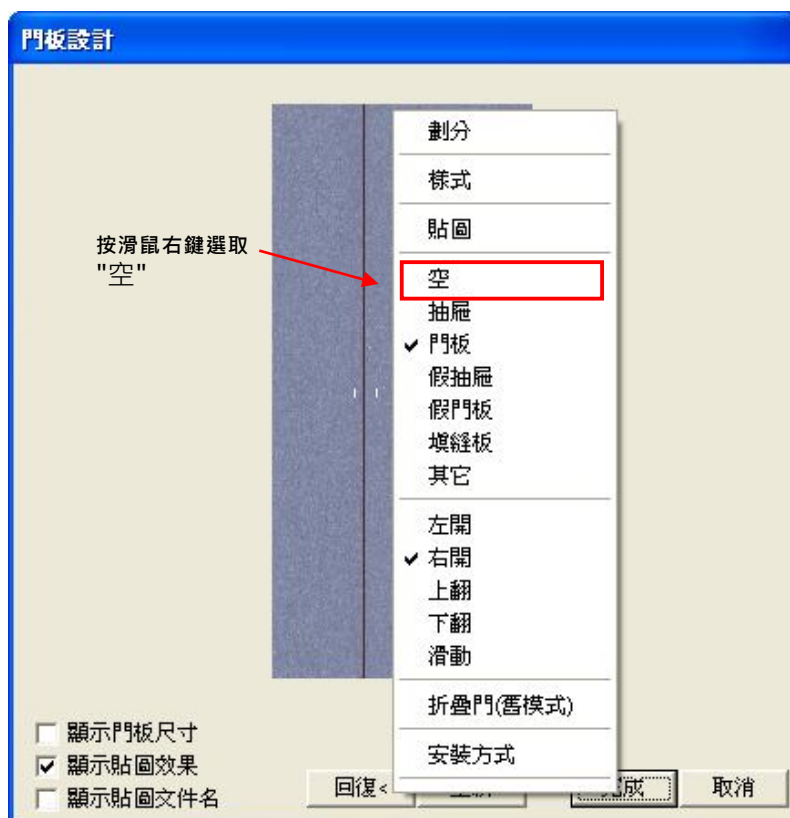 門板設計
劃分
樣式
貼圖
按滑鼠右鍵選取
"空"
空
抽屜
門板
假抽屜
假門板
填縫板
其它
左開
右開
上翻
下翻
滑動
折疊門(舊模式)
安裝方式
顯示門板尺寸
顯示貼圖效果
顯示貼圖文件名
回復<
成
取消